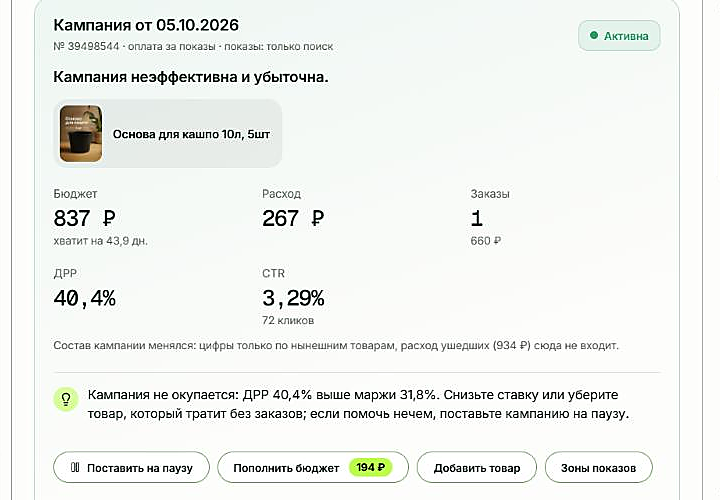 Кампания от 05.10.2026
№ 39498544 · оплата за показы · показы: только поиск
Активна
Кампания неэффективна и убыточна.
Основа для кашпо 10л, 5шт
Бюджет
837 ₽
хватит на 43,9 дн.
Расход
267 ₽
Заказы
1
660 ₽
ДРР
40,4%
CTR
3,29%
72 кликов
Состав кампании менялся: цифры только по нынешним товарам, расход ушедших (934 ₽) сюда не входит.
Кампания не окупается: ДРР 40,4% выше маржи 31,8%. Снизьте ставку или уберите
товар, который тратит без заказов; если помочь нечем, поставьте кампанию на паузу.
Поставить на паузу
Пополнить бюджет 194 ₽
Добавить товар
Зоны показов